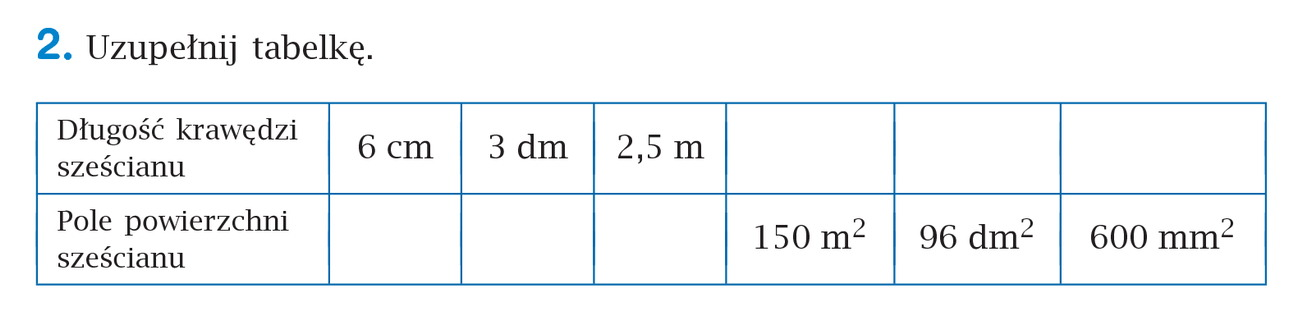 2. Uzupełnij tabelkę.
Długość krawędzi
sześcianu
6 cm
3 dm
2,5 m
Pole powierzchni
sześcianu
150 m²
96 dm²
600 mm²